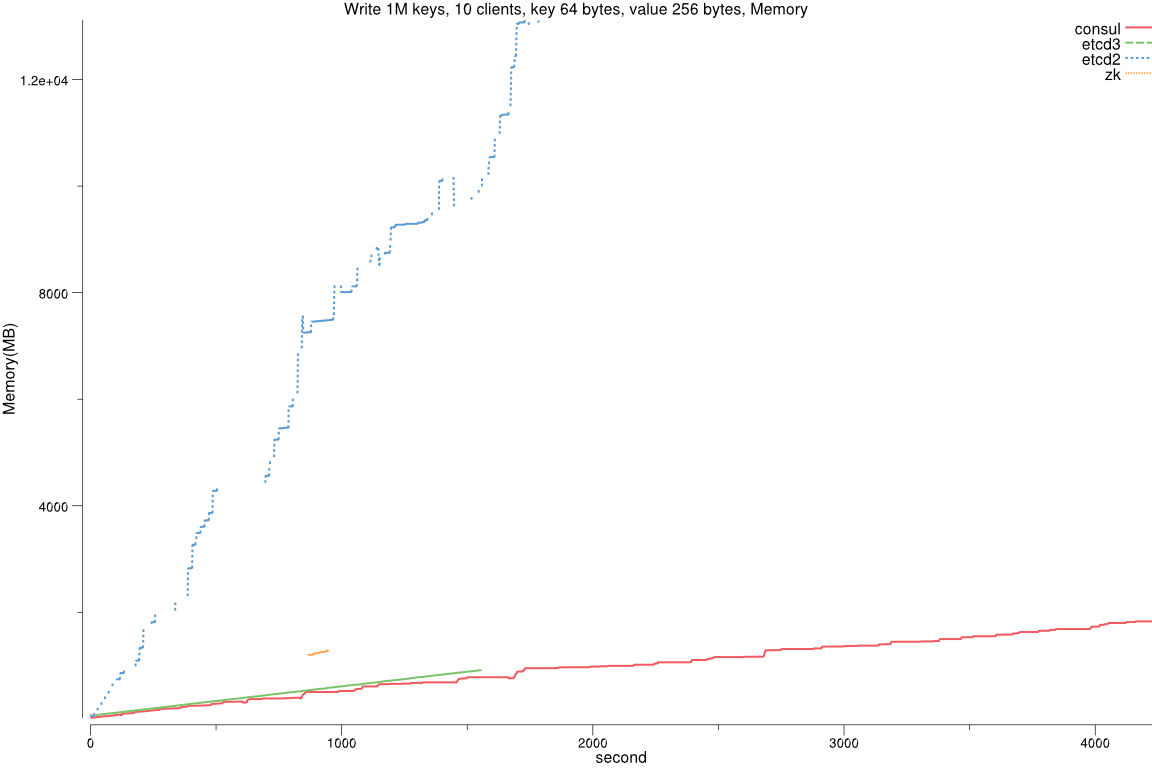 Write 1M keys, 10 clients, key 64 bytes, value 256 bytes, Memory
consul
etcd3
etcd2
zk
1.2e+04
8000
4000
Memory(MB)
0 1000 2000 3000 4000
second